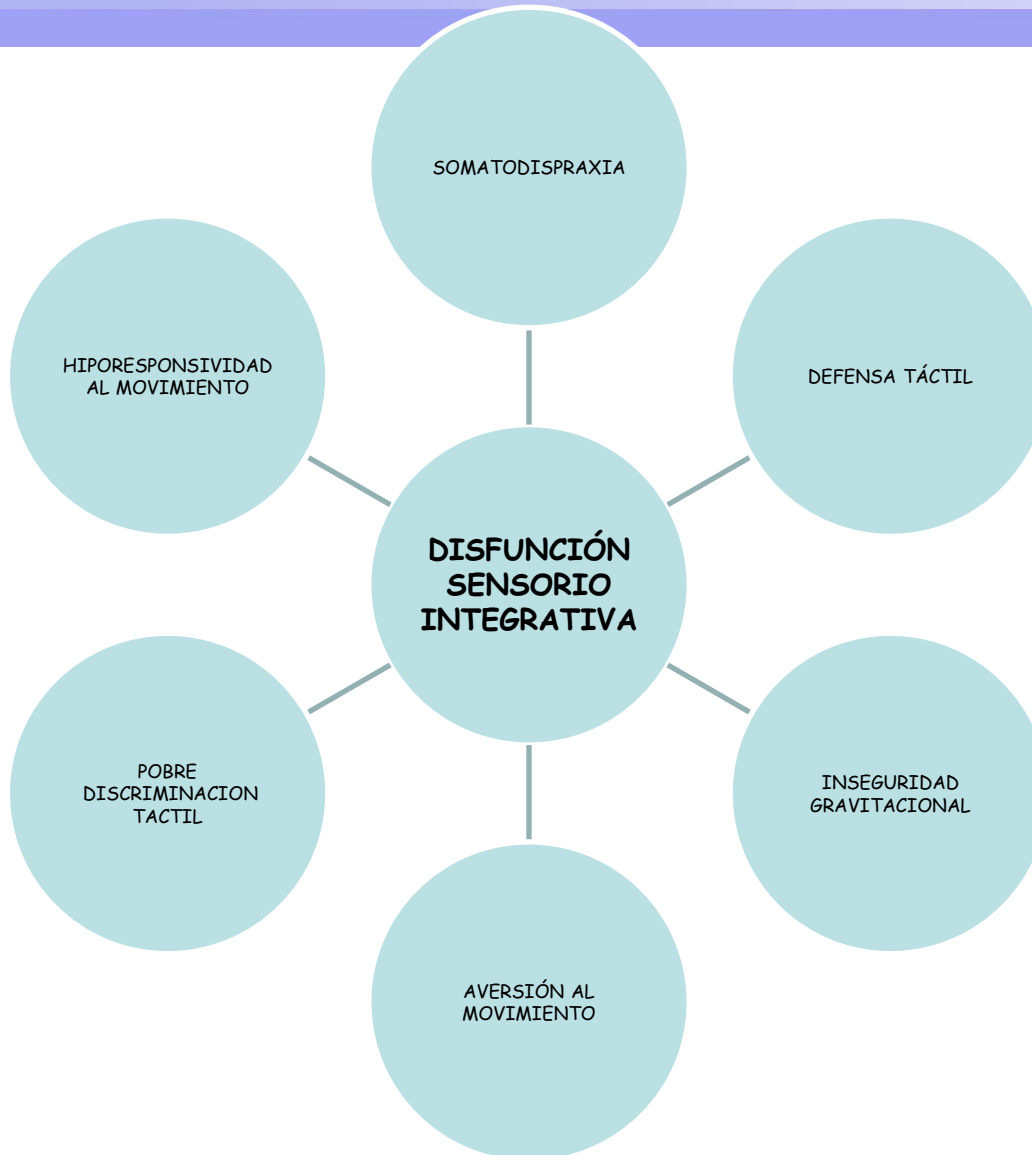 SOMATODISPRAXIA
HIPORESPONSIVIDAD
AL MOVIMIENTO
DEFENSA TÁCTIL
DISFUNCIÓN
SENSORIO
INTEGRATIVA
POBRE
DISCRIMINACION
TACTIL
INSEGURIDAD
GRAVITACIONAL
AVERSIÓN AL
MOVIMIENTO